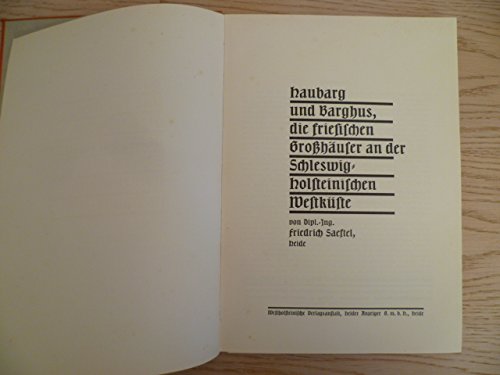 Haubarg
und Barghus,
die friesischen
Großhäuser an der
Schleswig-
Holsteinischen
Westküste
von Dipl.-Ing.
Friedrich Saeftel,
Heide
Westholsteinische Verlagsanstalt, Heider Anzeiger G. m. b. H., Heide